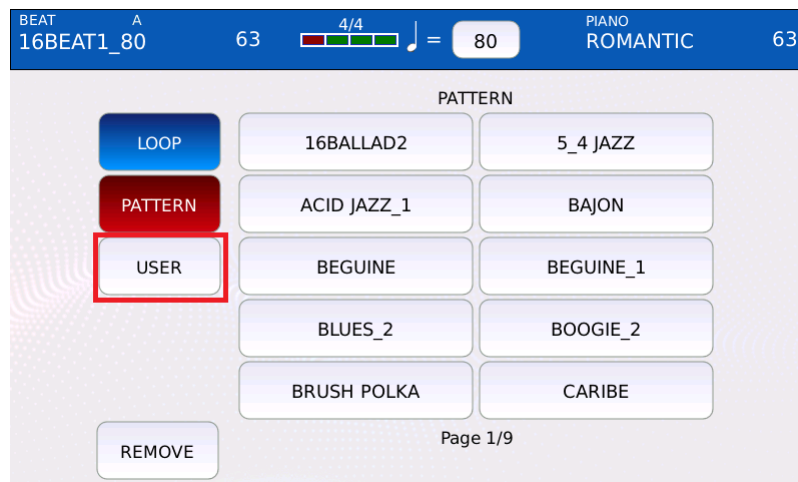 BEAT A 4/4 PIANO
16BEAT1_80 63 = 80 ROMANTIC 63
PATTERN
LOOP 16BALLAD2 5_4 JAZZ
PATTERN ACID JAZZ_1 BAJON
USER BEGUINE BEGUINE_1
BLUES_2 BOOGIE_2
BRUSH POLKA CARIBE
REMOVE Page 1/9